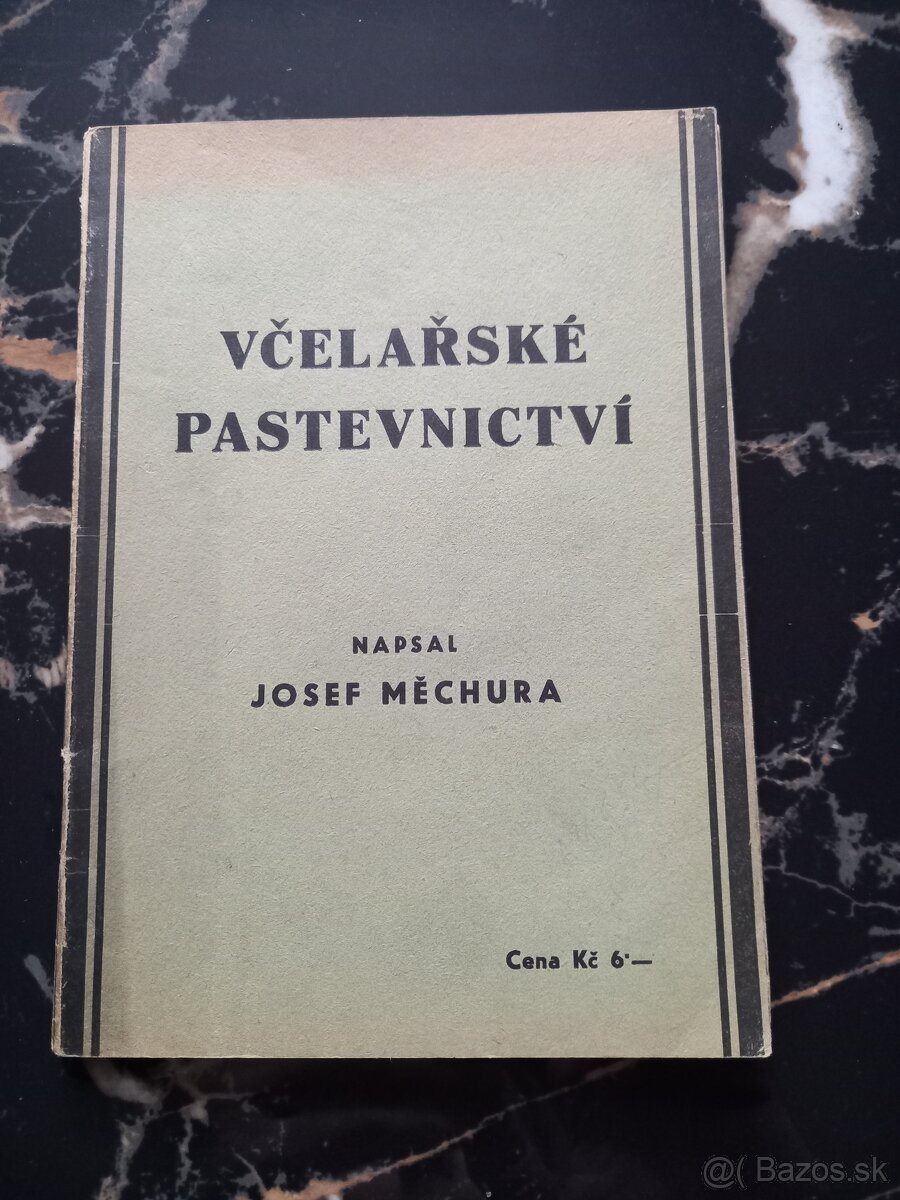 VČELAŘSKÉ
PASTEVNICTVÍ
NAPSAL
JOSEF MĚCHURA
Cena Kč 6·—
@( Bazos.sk